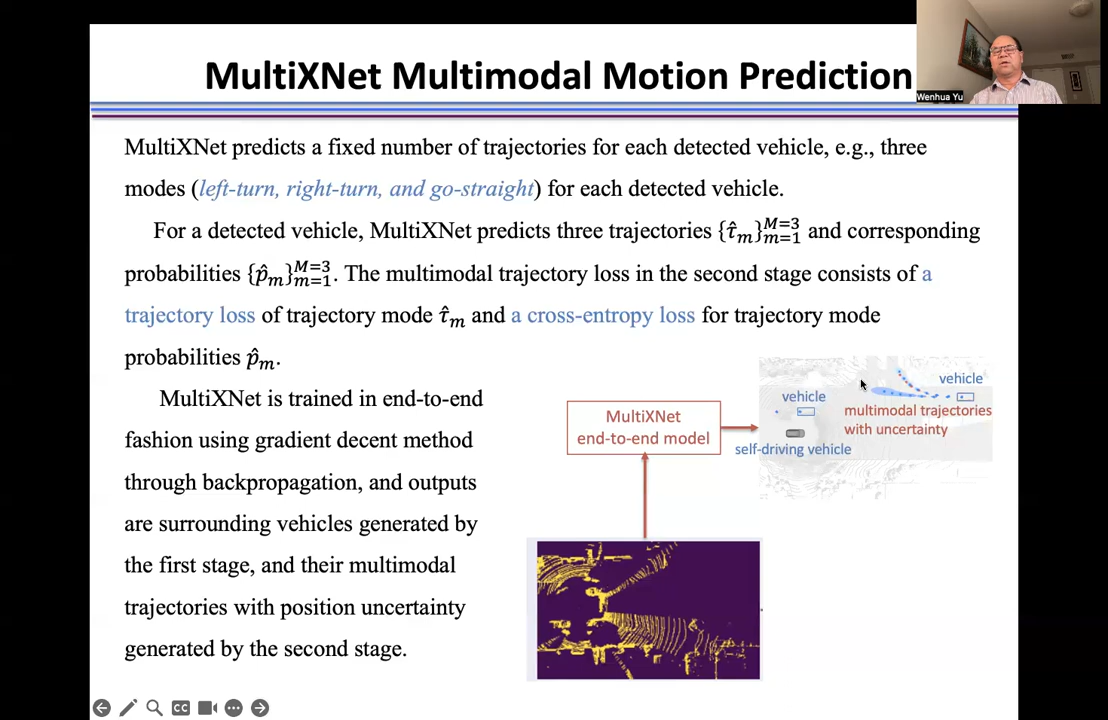 MultiXNet Multimodal Motion Prediction
Wenhua Yu
MultiXNet predicts a fixed number of trajectories for each detected vehicle, e.g., three
modes (left-turn, right-turn, and go-straight) for each detected vehicle.
For a detected vehicle, MultiXNet predicts three trajectories {τ̂ₘ}ᴹ⁼³ₘ₌₁ and corresponding
probabilities {p̂ₘ}ᴹ⁼³ₘ₌₁. The multimodal trajectory loss in the second stage consists of a
trajectory loss of trajectory mode τ̂ₘ and a cross-entropy loss for trajectory mode
probabilities p̂ₘ.
MultiXNet is trained in end-to-end
fashion using gradient decent method
through backpropagation, and outputs
are surrounding vehicles generated by
the first stage, and their multimodal
trajectories with position uncertainty
generated by the second stage.
MultiXNet
end-to-end model
vehicle
vehicle
multimodal trajectories
with uncertainty
self-driving vehicle
CC